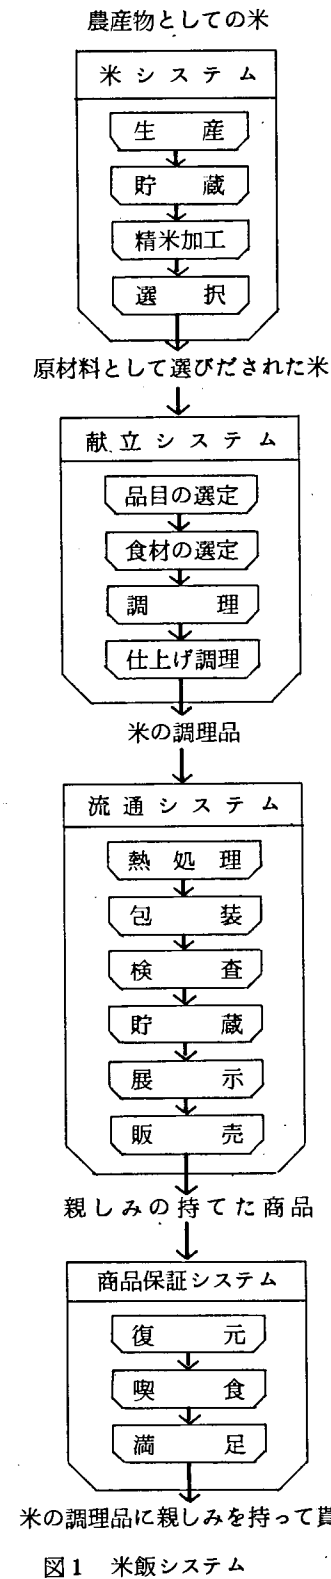 農産物としての米
米システム
生産
貯蔵
精米加工
選択
原材料として選びだされた米
献立システム
品目の選定
食材の選定
調理
仕上げ調理
米の調理品
流通システム
熱処理
包装
検査
貯蔵
展示
販売
親しみの持てた商品
商品保証システム
復元
喫食
満足
米の調理品に親しみを持って貰
図1 米飯システム